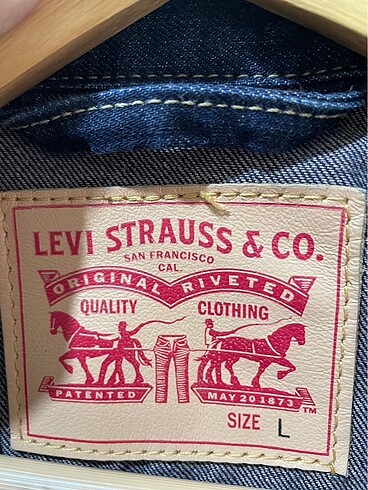 LEVI STRAUSS & CO.
SAN FRANCISCO
CAL.
ORIGINAL RIVETED
QUALITY CLOTHING
PATENTED MAY 20 1873 ™
SIZE L